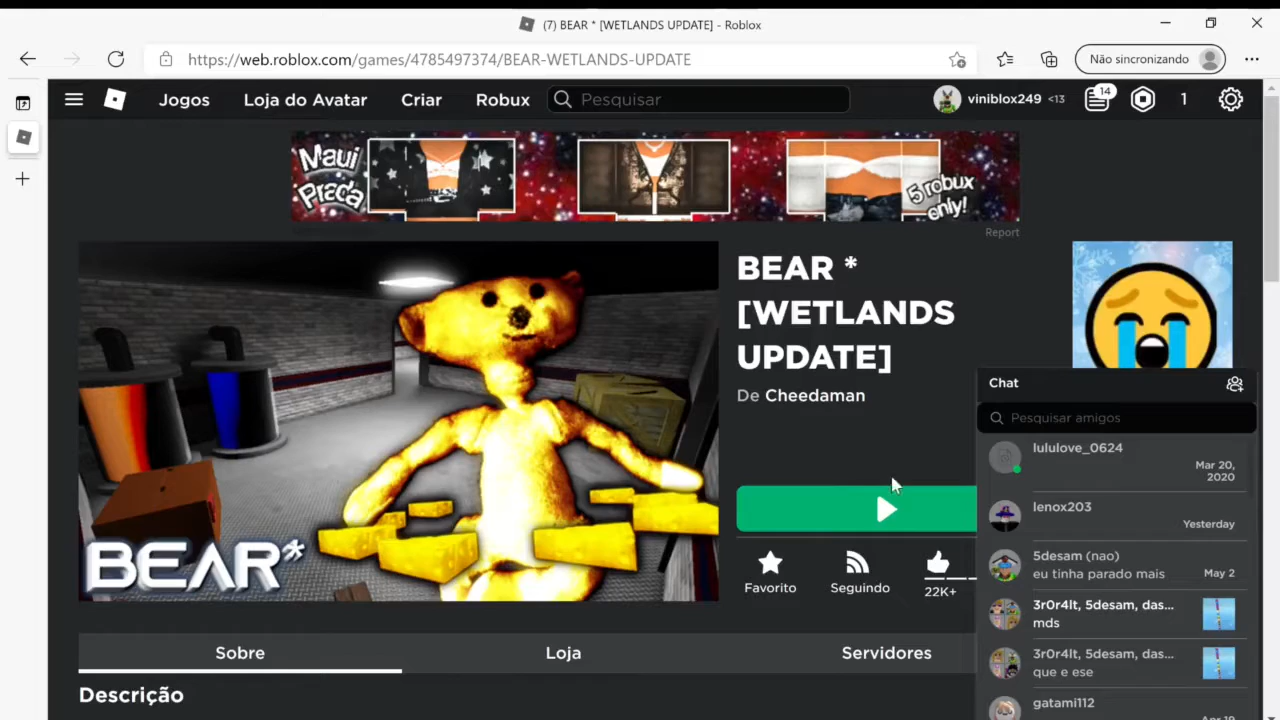 (7) BEAR * [WETLANDS UPDATE] - Roblox
https://web.roblox.com/games/4785497374/BEAR-WETLANDS-UPDATE
Não sincronizando
Jogos
Loja do Avatar
Criar
Robux
Pesquisar
viniblox249 <13
14
1
Maui
Prada
5 robux
only!
Report
BEAR*
BEAR *
[WETLANDS
UPDATE]
De Cheedaman
Favorito
Seguindo
22K+
Chat
Pesquisar amigos
lululove_0624
Mar 20,
2020
lenox203
Yesterday
5desam (nao)
eu tinha parado mais
May 2
3r0r4lt, 5desam, das...
mds
3r0r4lt, 5desam, das...
que e ese
gatami112
Sobre
Loja
Servidores
Descrição